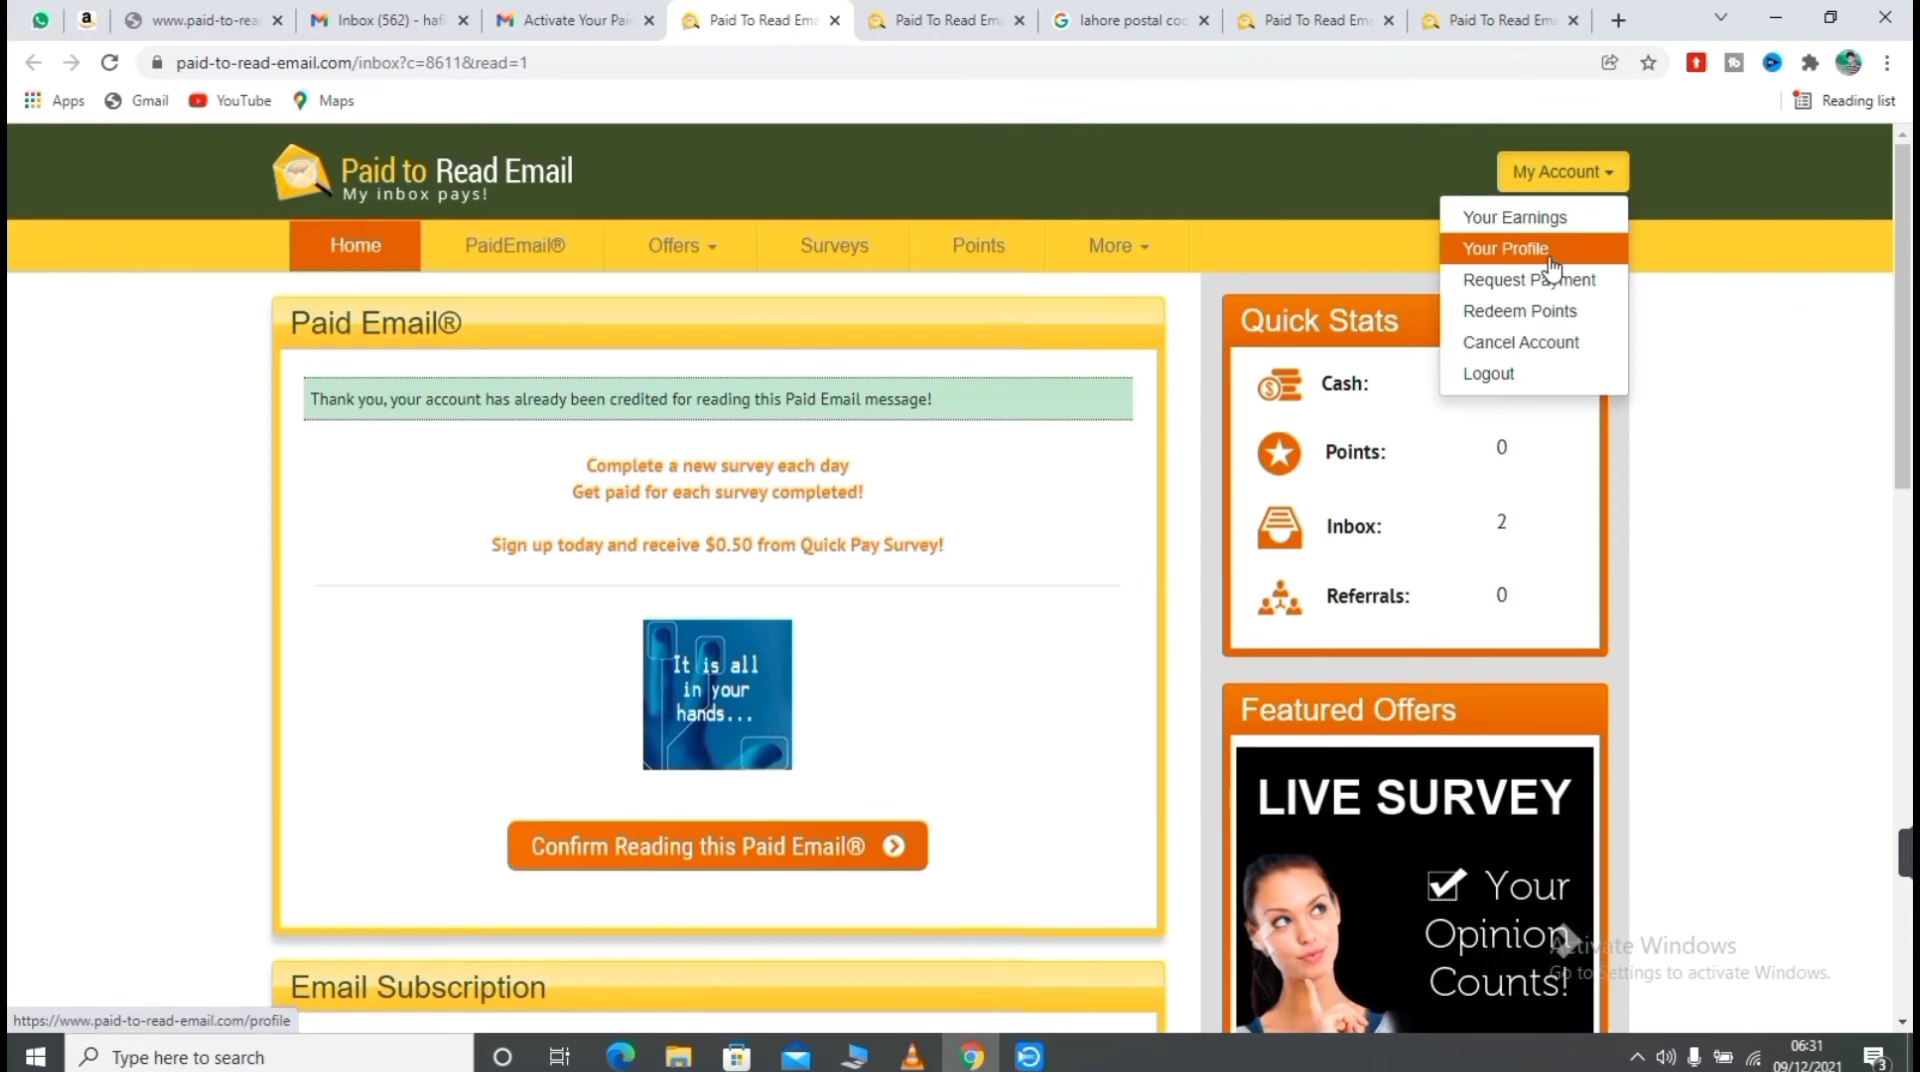 www.paid-to-rea
Inbox (562) - hafi
Activate Your Paid
Paid To Read Ema
Paid To Read Ema
lahore postal cod
Paid To Read Ema
Paid To Read Ema
paid-to-read-email.com/inbox?c=8611&read=1
Apps
Gmail
YouTube
Maps
Reading list
Paid to Read Email
My inbox pays!
My Account
Your Earnings
Your Profile
Request Payment
Redeem Points
Cancel Account
Logout
Home
PaidEmail®
Offers
Surveys
Points
More
Paid Email®
Thank you, your account has already been credited for reading this Paid Email message!
Complete a new survey each day
Get paid for each survey completed!
Sign up today and receive $0.50 from Quick Pay Survey!
It is all
in your
hands...
Confirm Reading this Paid Email®
Email Subscription
Quick Stats
Cash:
Points: 0
Inbox: 2
Referrals: 0
Featured Offers
LIVE SURVEY
Your
Opinion
Counts!
Activate Windows
Go to Settings to activate Windows.
https://www.paid-to-read-email.com/profile
Type here to search
06:31
09/12/2021
3